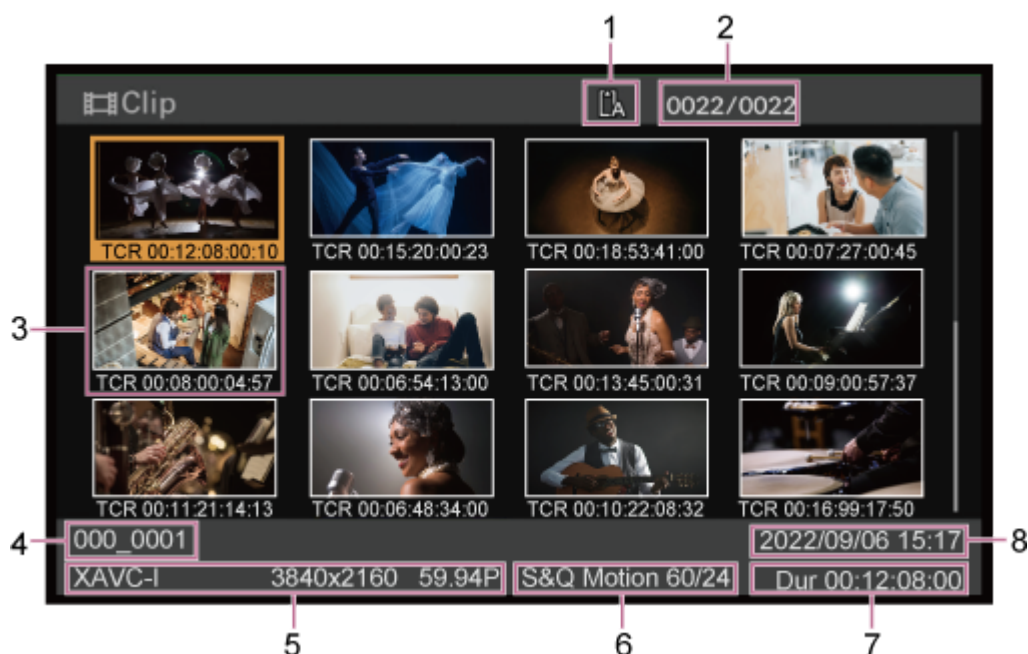 1 2
Clip A 0022/0022
TCR 00:12:08:00:10 TCR 00:15:20:00:23 TCR 00:18:53:41:00 TCR 00:07:27:00:45
3
TCR 00:08:00:04:57 TCR 00:06:54:13:00 TCR 00:13:45:00:31 TCR 00:09:00:57:37
TCR 00:11:21:14:13 TCR 00:06:48:34:00 TCR 00:10:22:08:32 TCR 00:16:99:17:50
4 000_0001 2022/09/06 15:17 8
XAVC-I 3840x2160 59.94P S&Q Motion 60/24 Dur 00:12:08:00
5 6 7